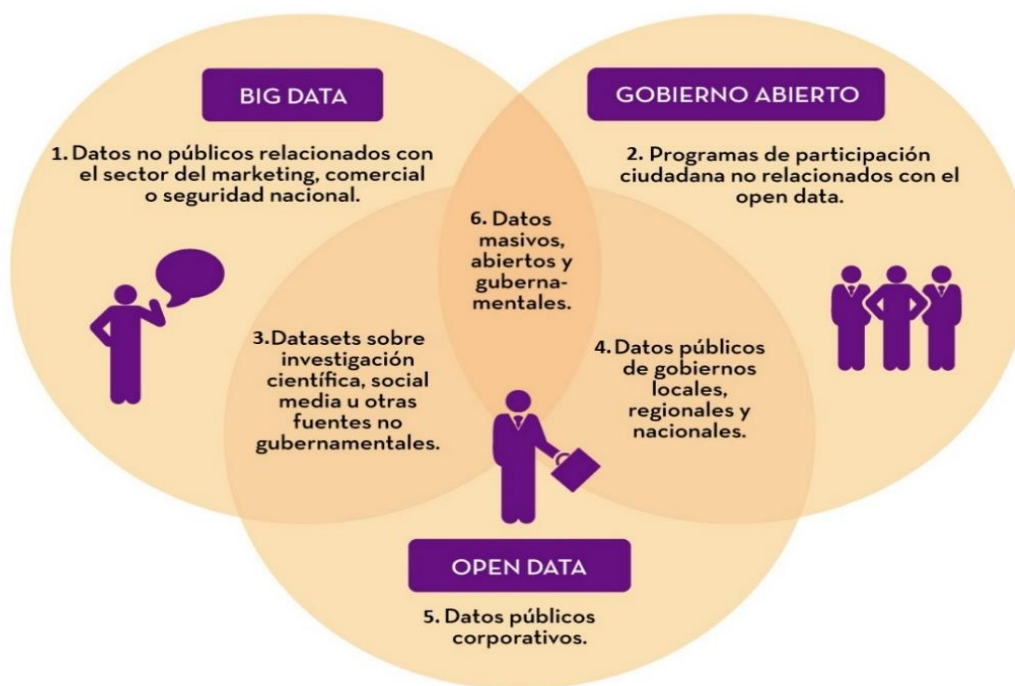 BIG DATA
1. Datos no públicos relacionados con
el sector del marketing, comercial
o seguridad nacional.
GOBIERNO ABIERTO
2. Programas de participación
ciudadana no relacionados con el
open data.
6. Datos
masivos,
abiertos y
guberna-
mentales.
3.Datasets sobre
investigación
científica, social
media u otras
fuentes no
gubernamentales.
4. Datos públicos
de gobiernos
locales,
regionales y
nacionales.
OPEN DATA
5. Datos públicos
corporativos.